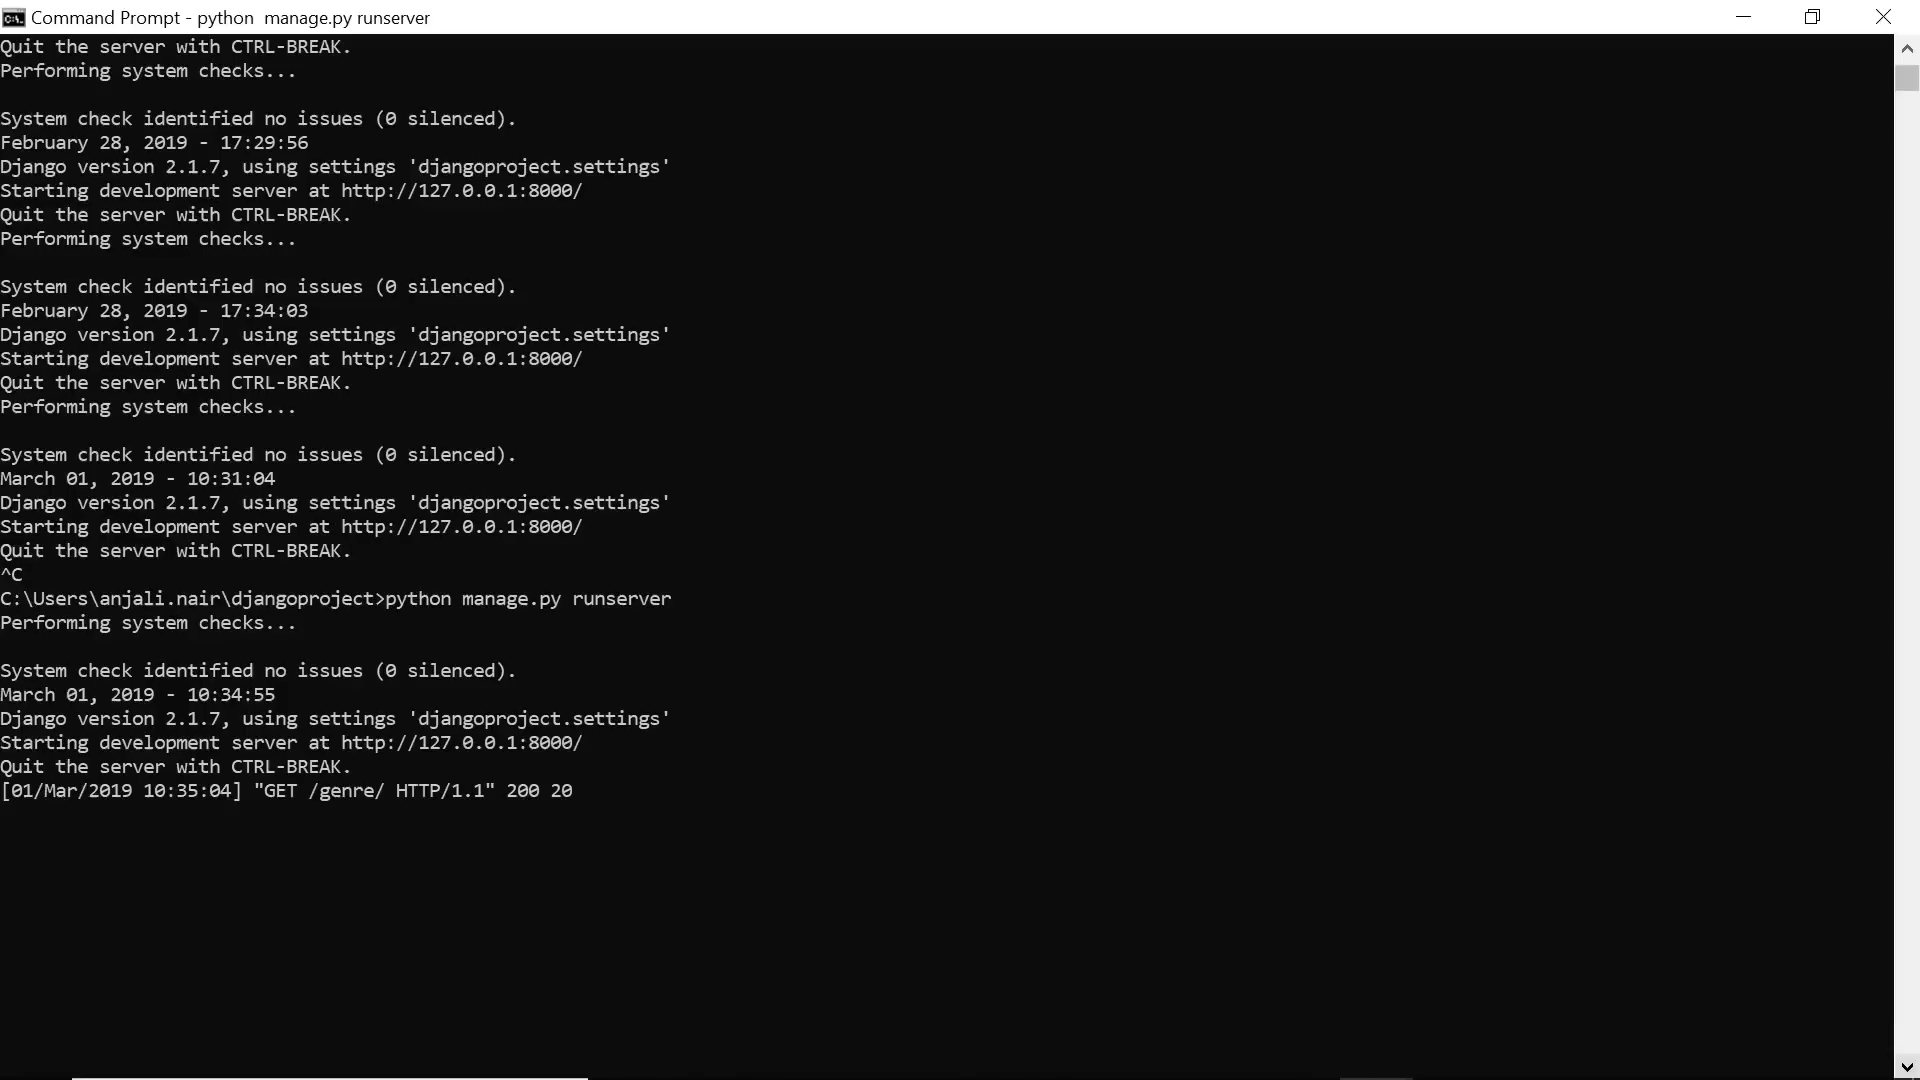 Command Prompt - python  manage.py runserver
Quit the server with CTRL-BREAK.
Performing system checks...
System check identified no issues (0 silenced).
February 28, 2019 - 17:29:56
Django version 2.1.7, using settings 'djangoproject.settings'
Starting development server at http://127.0.0.1:8000/
Quit the server with CTRL-BREAK.
Performing system checks...
System check identified no issues (0 silenced).
February 28, 2019 - 17:34:03
Django version 2.1.7, using settings 'djangoproject.settings'
Starting development server at http://127.0.0.1:8000/
Quit the server with CTRL-BREAK.
Performing system checks...
System check identified no issues (0 silenced).
March 01, 2019 - 10:31:04
Django version 2.1.7, using settings 'djangoproject.settings'
Starting development server at http://127.0.0.1:8000/
Quit the server with CTRL-BREAK.
^C
C:\Users\anjali.nair\djangoproject>python manage.py runserver
Performing system checks...
System check identified no issues (0 silenced).
March 01, 2019 - 10:34:55
Django version 2.1.7, using settings 'djangoproject.settings'
Starting development server at http://127.0.0.1:8000/
Quit the server with CTRL-BREAK.
[01/Mar/2019 10:35:04] "GET /genre/ HTTP/1.1" 200 20